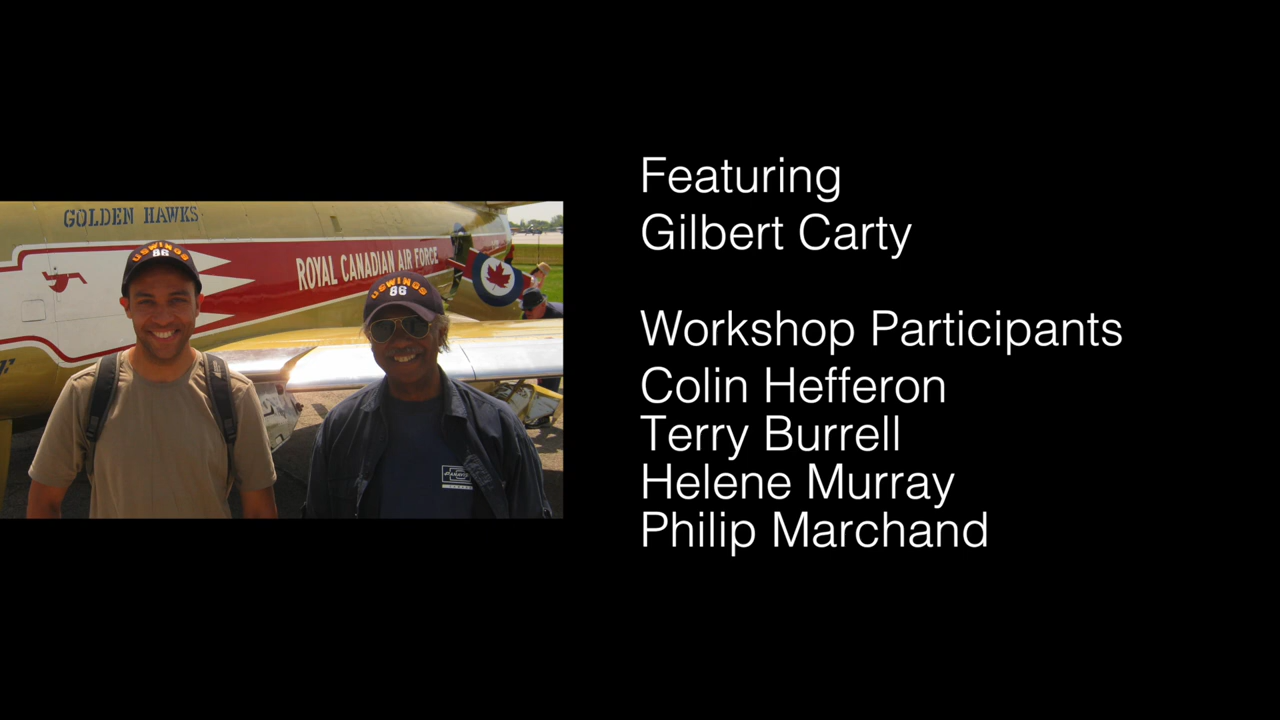 GOLDEN HAWKS
ROYAL CANADIAN AIR FORCE
USWINGS
86
USWINGS
86
Featuring
Gilbert Carty
Workshop Participants
Colin Hefferon
Terry Burrell
Helene Murray
Philip Marchand